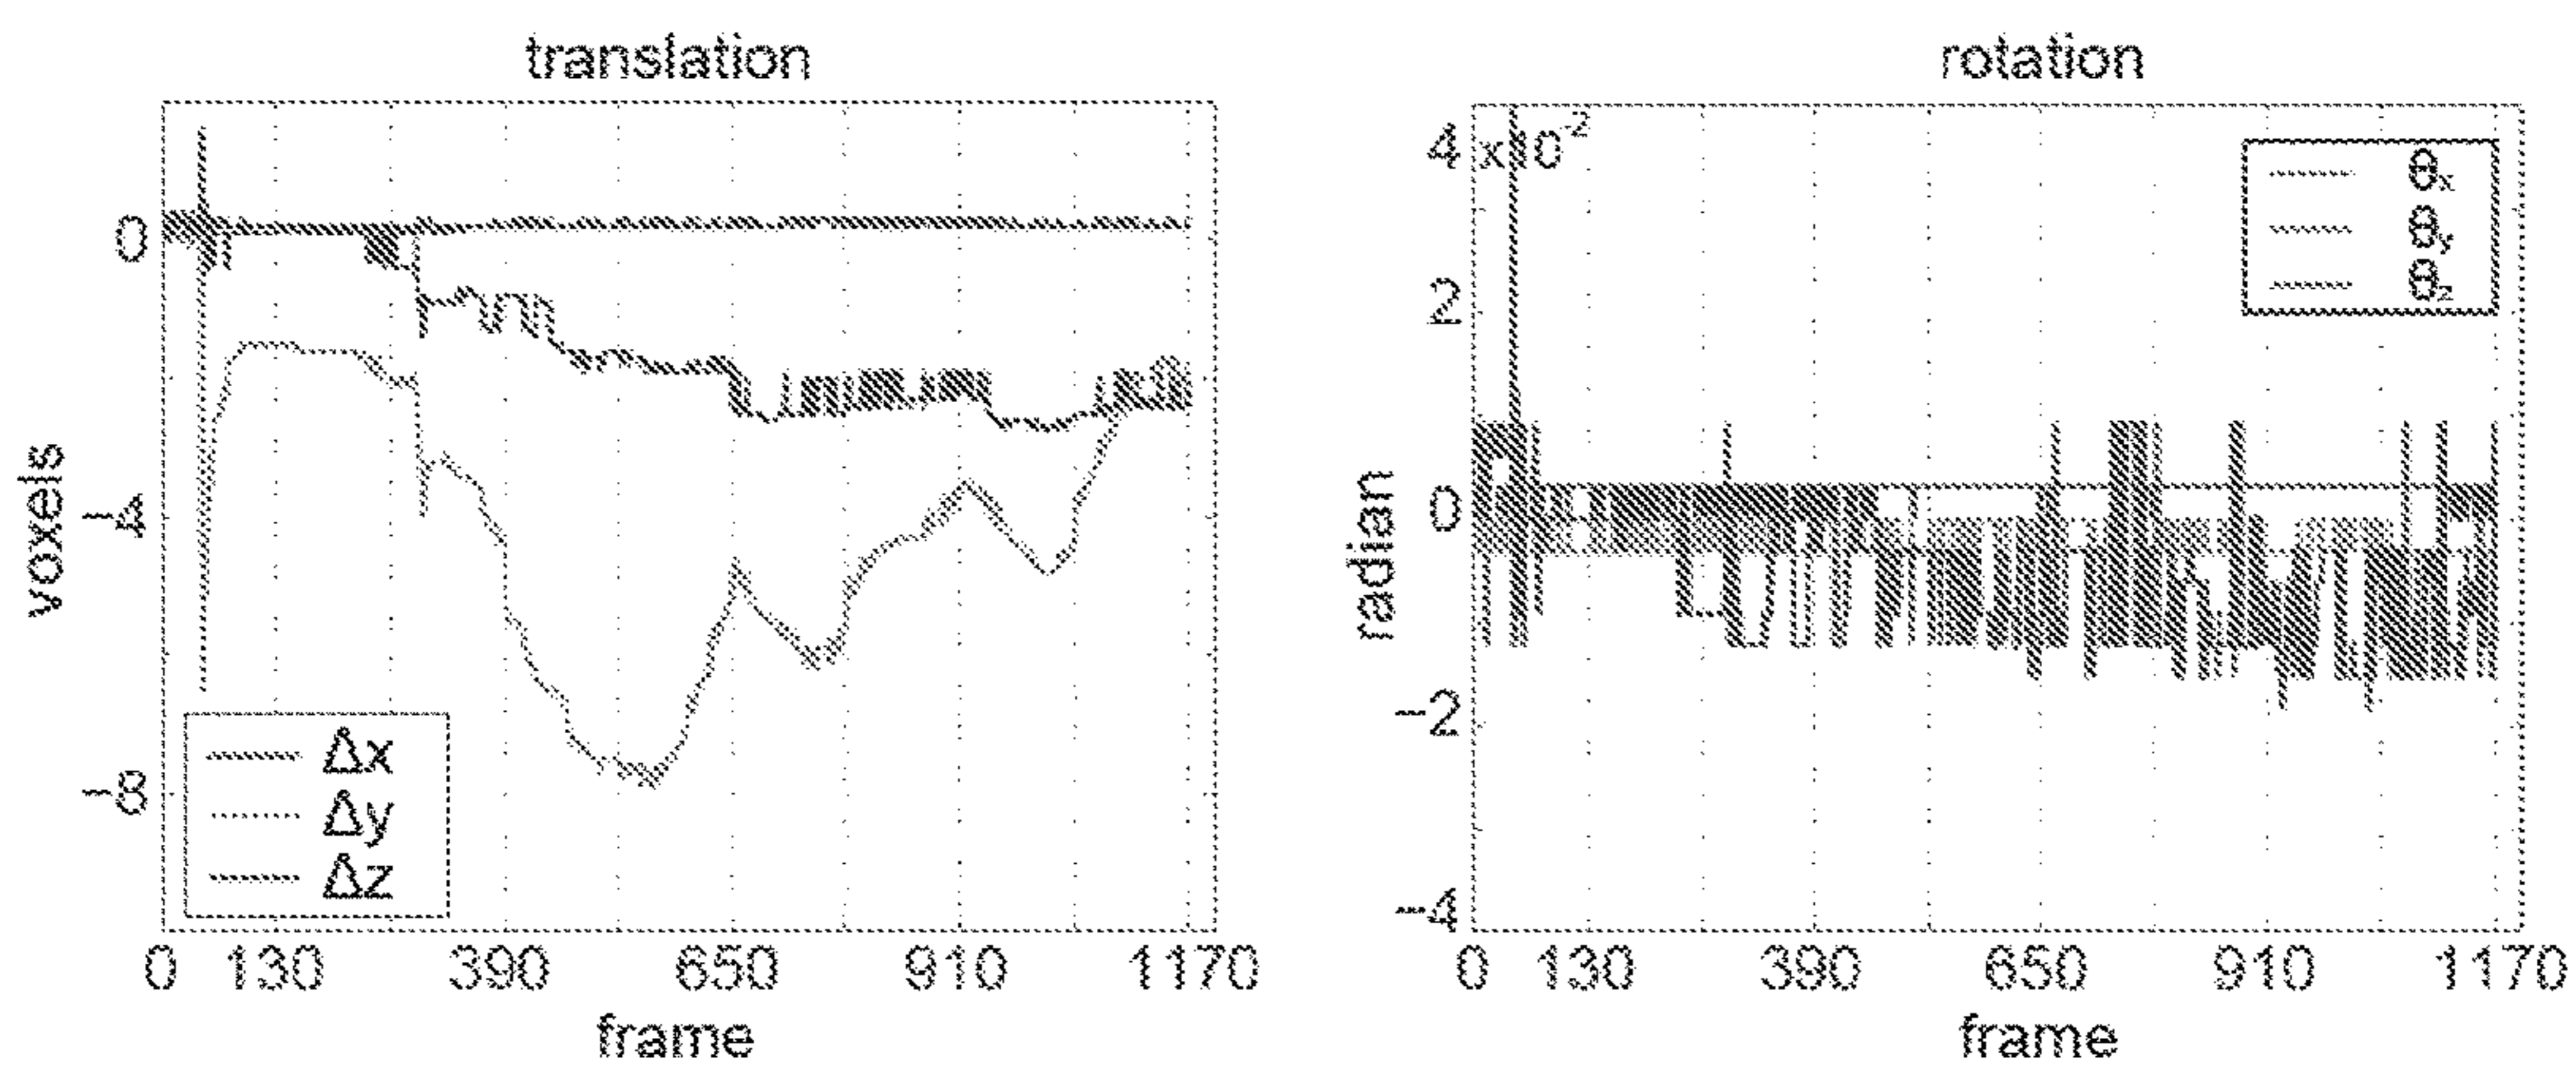 translation
voxels
0
-4
-8
Δx
Δy
Δz
0 130 390 650 910 1170
frame
rotation
radian
4 x10⁻²
2
0
-2
-4
θx
θy
θz
0 130 390 650 910 1170
frame